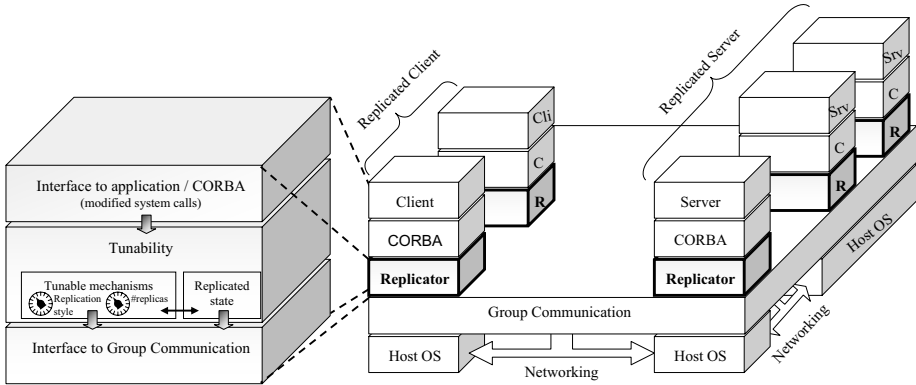 Interface to application / CORBA
(modified system calls)
Tunability
Tunable mechanisms
Replication
style
#replicas
Replicated
state
Interface to Group Communication
Replicated Client
Cli
C
R
Client
CORBA
Replicator
Replicated Server
Srv
C
R
Srv
C
R
Server
CORBA
Replicator
Group Communication
Host OS
Networking
Host OS
Networking
Host OS